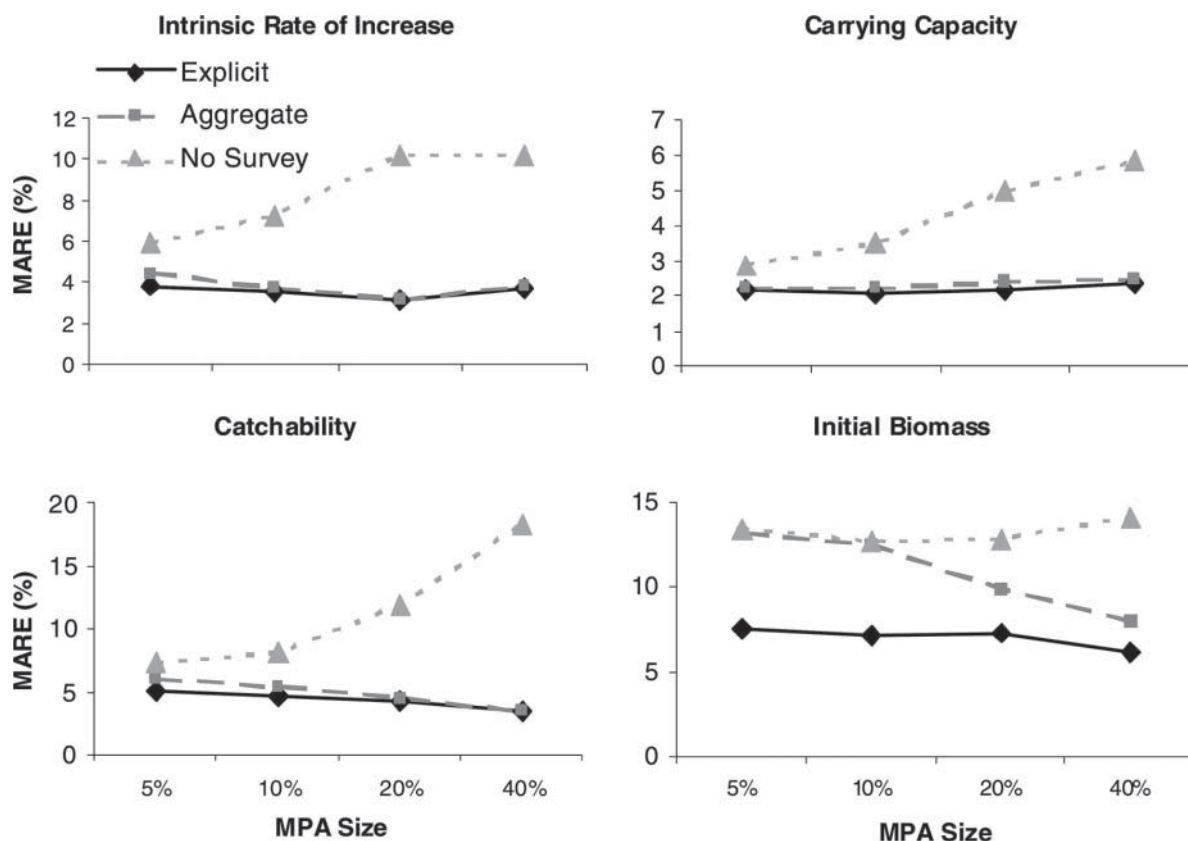 Intrinsic Rate of Increase
Explicit
Aggregate
No Survey
MARE (%)
12
10
8
6
4
2
0
Carrying Capacity
7
6
5
4
3
2
1
0
Catchability
MARE (%)
20
15
10
5
0
5%
10%
20%
40%
MPA Size
Initial Biomass
15
10
5
0
5%
10%
20%
40%
MPA Size